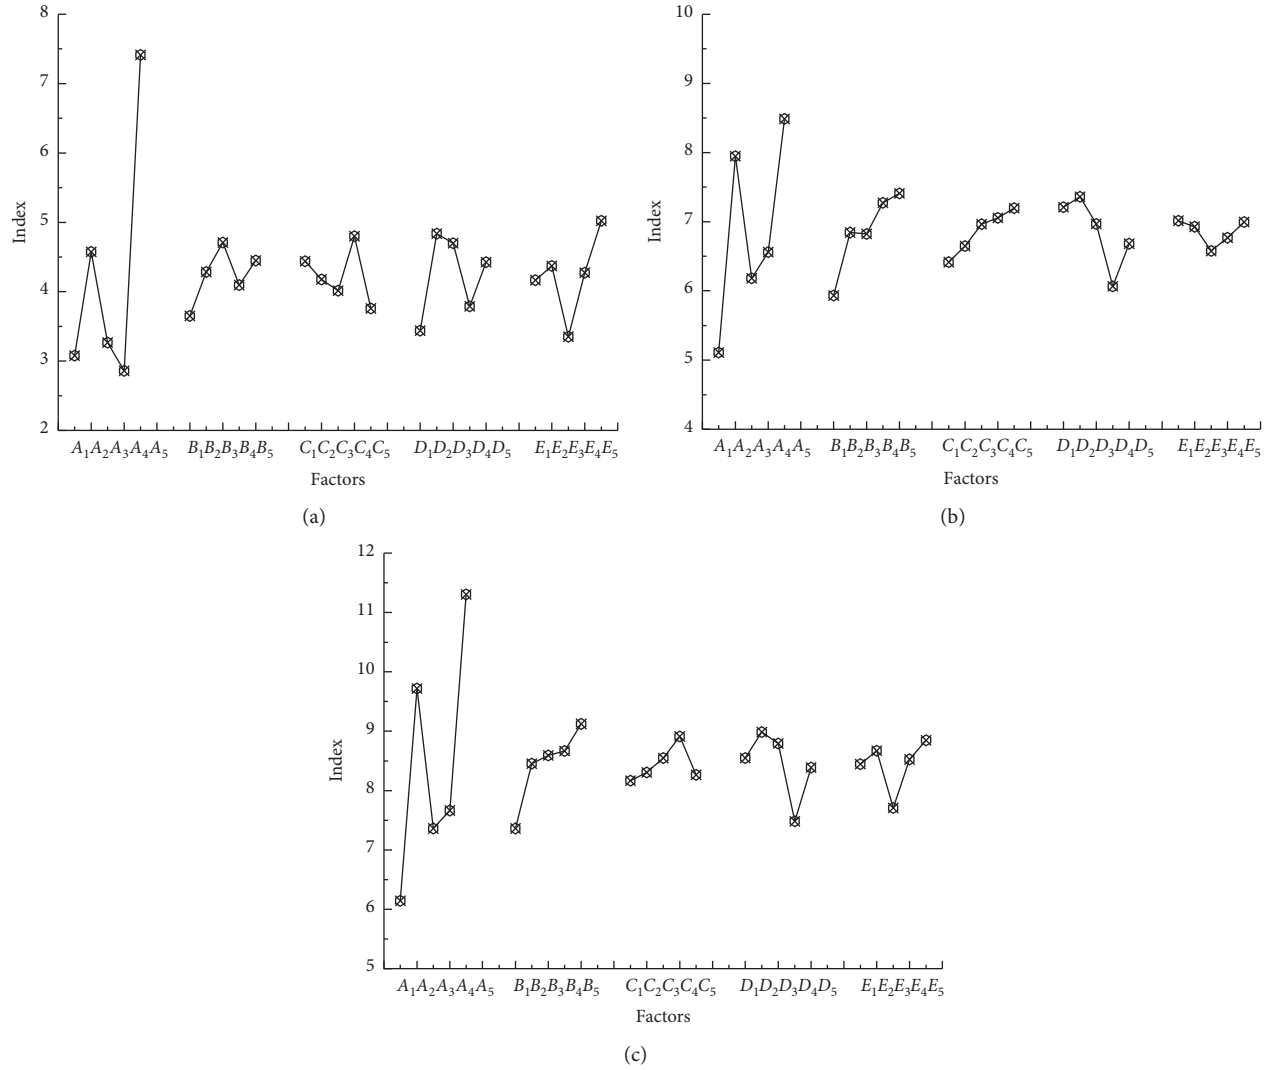 8
7
6
5
4
3
2
Index
A₁A₂A₃A₄A₅ B₁B₂B₃B₄B₅ C₁C₂C₃C₄C₅ D₁D₂D₃D₄D₅ E₁E₂E₃E₄E₅
Factors
(a)
10
9
8
7
6
5
4
Index
A₁A₂A₃A₄A₅ B₁B₂B₃B₄B₅ C₁C₂C₃C₄C₅ D₁D₂D₃D₄D₅ E₁E₂E₃E₄E₅
Factors
(b)
12
11
10
9
8
7
6
5
Index
A₁A₂A₃A₄A₅ B₁B₂B₃B₄B₅ C₁C₂C₃C₄C₅ D₁D₂D₃D₄D₅ E₁E₂E₃E₄E₅
Factors
(c)